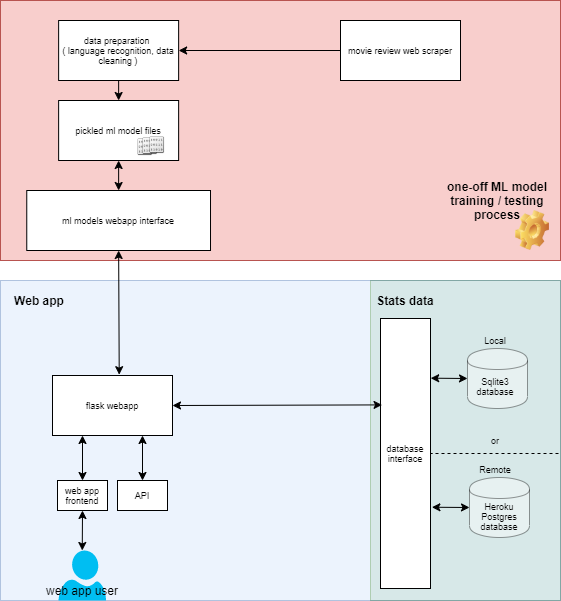 data preparation
( language recognition, data
cleaning )
movie review web scraper
pickled ml model files
ml models webapp interface
one-off ML model
training / testing
process
Web app
Stats data
flask webapp
web app
frontend
API
web app user
database
interface
Local
Sqlite3
database
or
Remote
Heroku
Postgres
database